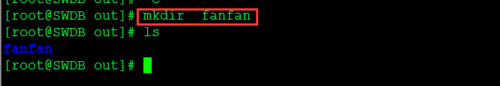 [root@SWDB out]# mkdir  fanfan
[root@SWDB out]# ls
fanfan
[root@SWDB out]#